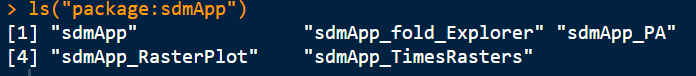 > ls("package:sdmApp")
[1] "sdmApp" "sdmApp_fold_Explorer" "sdmApp_PA"
[4] "sdmApp_RasterPlot" "sdmApp_TimesRasters"